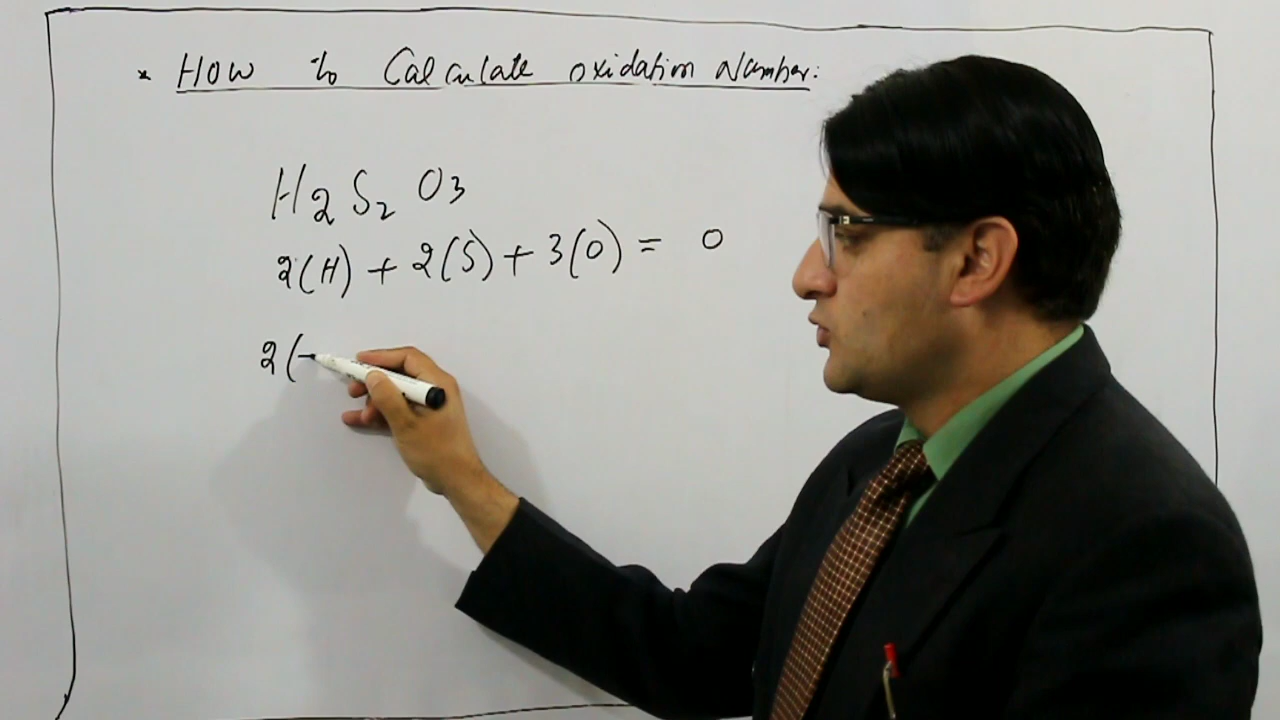 * How to Calculate oxidation Number:
H2 S2 O3
2(H) + 2(S) + 3(O) = 0
2(-